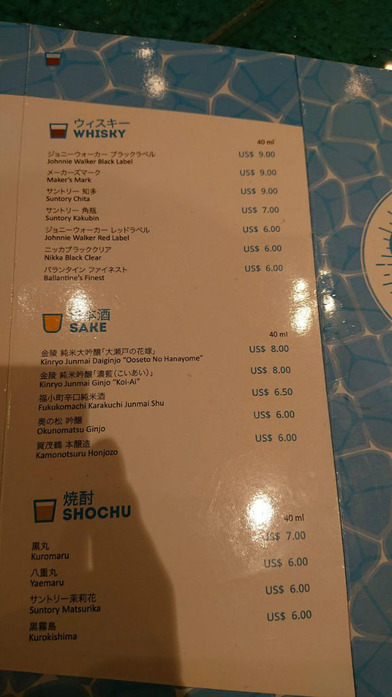 ウィスキー
WHISKY
40 ml
ジョニーウォーカー ブラックラベル US$ 9.00
Johnnie Walker Black Label
メーカーズマーク US$ 9.00
Maker's Mark
サントリー 知多 US$ 9.00
Suntory Chita
サントリー 角瓶 US$ 7.00
Suntory Kakubin
ジョニーウォーカー レッドラベル US$ 6.00
Johnnie Walker Red Label
ニッカブラッククリア US$ 6.00
Nikka Black Clear
バランタイン ファイネスト US$ 6.00
Ballantine's Finest
本酒
SAKE
40 ml
金陵 純米大吟醸「大瀬戸の花嫁」 US$ 8.00
Kinryo Junmai Daiginjo "Ooseto No Hanayome"
金陵 純米吟醸「濃藍（こいあい）」 US$ 8.00
Kinryo Junmai Ginjo "Koi-Ai"
福小町辛口純米酒 US$ 6.50
Fukukomachi Karakuchi Junmai Shu
奥の松 吟醸 US$ 6.00
Okunomatsu Ginjo
賀茂鶴 本醸造 US$ 6.00
Kamonotsuru Honjozo
焼酎
SHOCHU
40 ml
黒丸 US$ 7.00
Kuromaru
八重丸 US$ 6.00
Yaemaru
サントリー茉莉花 US$ 6.00
Suntory Matsurika
黒霧島 US$ 6.00
Kurokishima